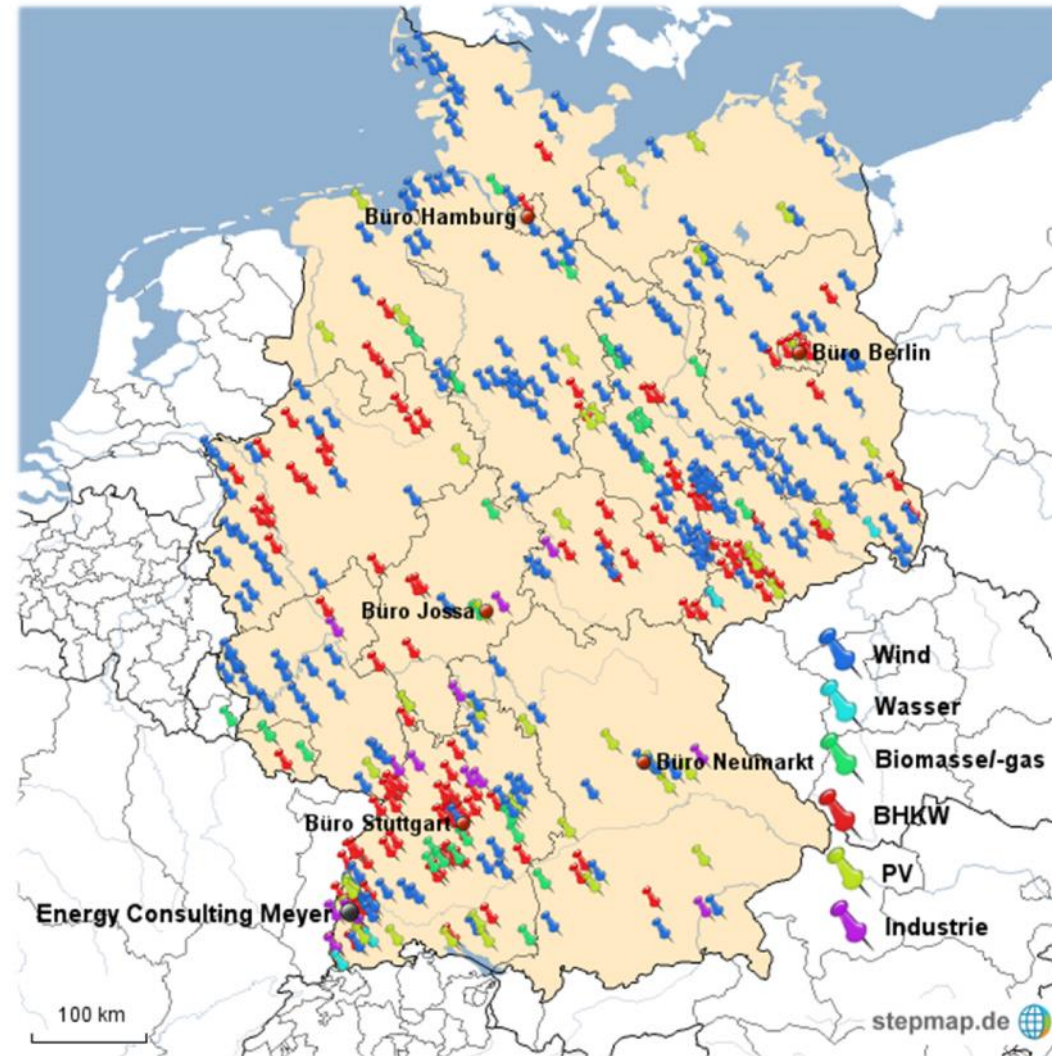 Büro Hamburg
Büro Berlin
Büro Jossa
Wind
Wasser
Büro Neumarkt
Biomasse/-gas
BHKW
Büro Stuttgart
PV
Energy Consulting Meyer
Industrie
100 km
stepmap.de